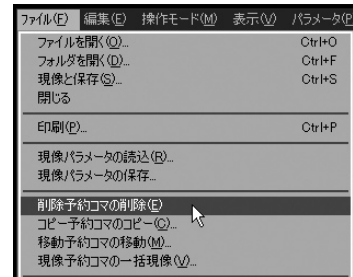 ファイル(F) 編集(E) 操作モード(M) 表示(V) パラメータ(P
ファイルを開く(O)... Ctrl+O
フォルダを開く(D)... Ctrl+F
現像と保存(S)... Ctrl+S
閉じる
印刷(P)... Ctrl+P
現像パラメータの読込(R)...
現像パラメータの保存...
削除予約コマの削除(E)
コピー予約コマのコピー(C)...
移動予約コマの移動(M)...
現像予約コマの一括現像(V)...